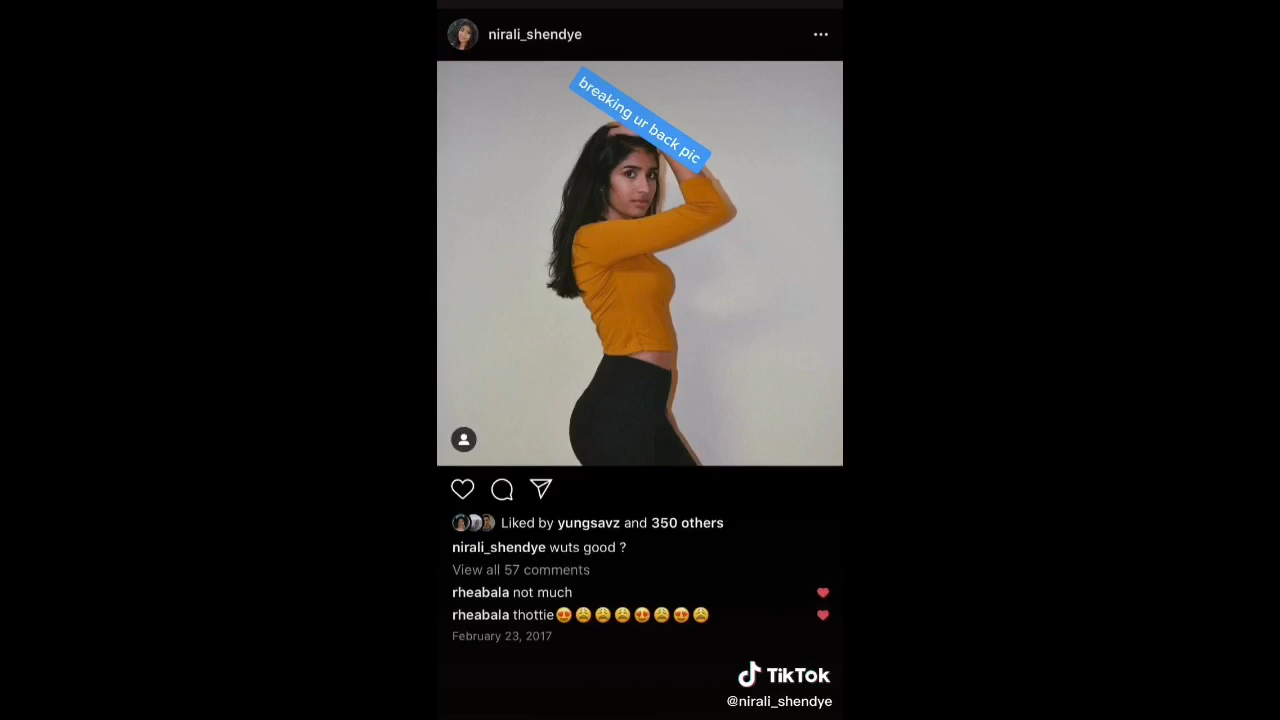 nirali_shendye
breaking ur back pic
Liked by yungsavz and 350 others
nirali_shendye wuts good ?
View all 57 comments
rheabala not much
rheabala thottie😍😩😩😩😍😩😍😩
February 23, 2017
TikTok
@nirali_shendye